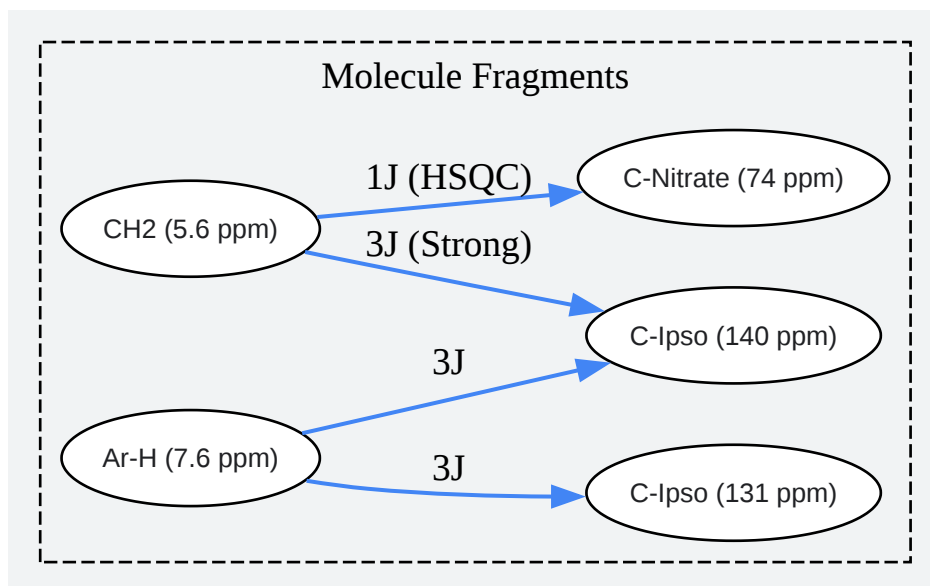 Molecule Fragments
1J (HSQC)
C-Nitrate (74 ppm)
CH2 (5.6 ppm)
3J (Strong)
C-Ipso (140 ppm)
3J
Ar-H (7.6 ppm)
3J
C-Ipso (131 ppm)